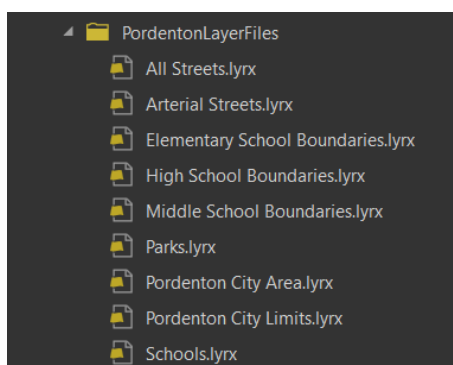 PordentonLayerFiles
All Streets.lyrx
Arterial Streets.lyrx
Elementary School Boundaries.lyrx
High School Boundaries.lyrx
Middle School Boundaries.lyrx
Parks.lyrx
Pordenton City Area.lyrx
Pordenton City Limits.lyrx
Schools.lyrx